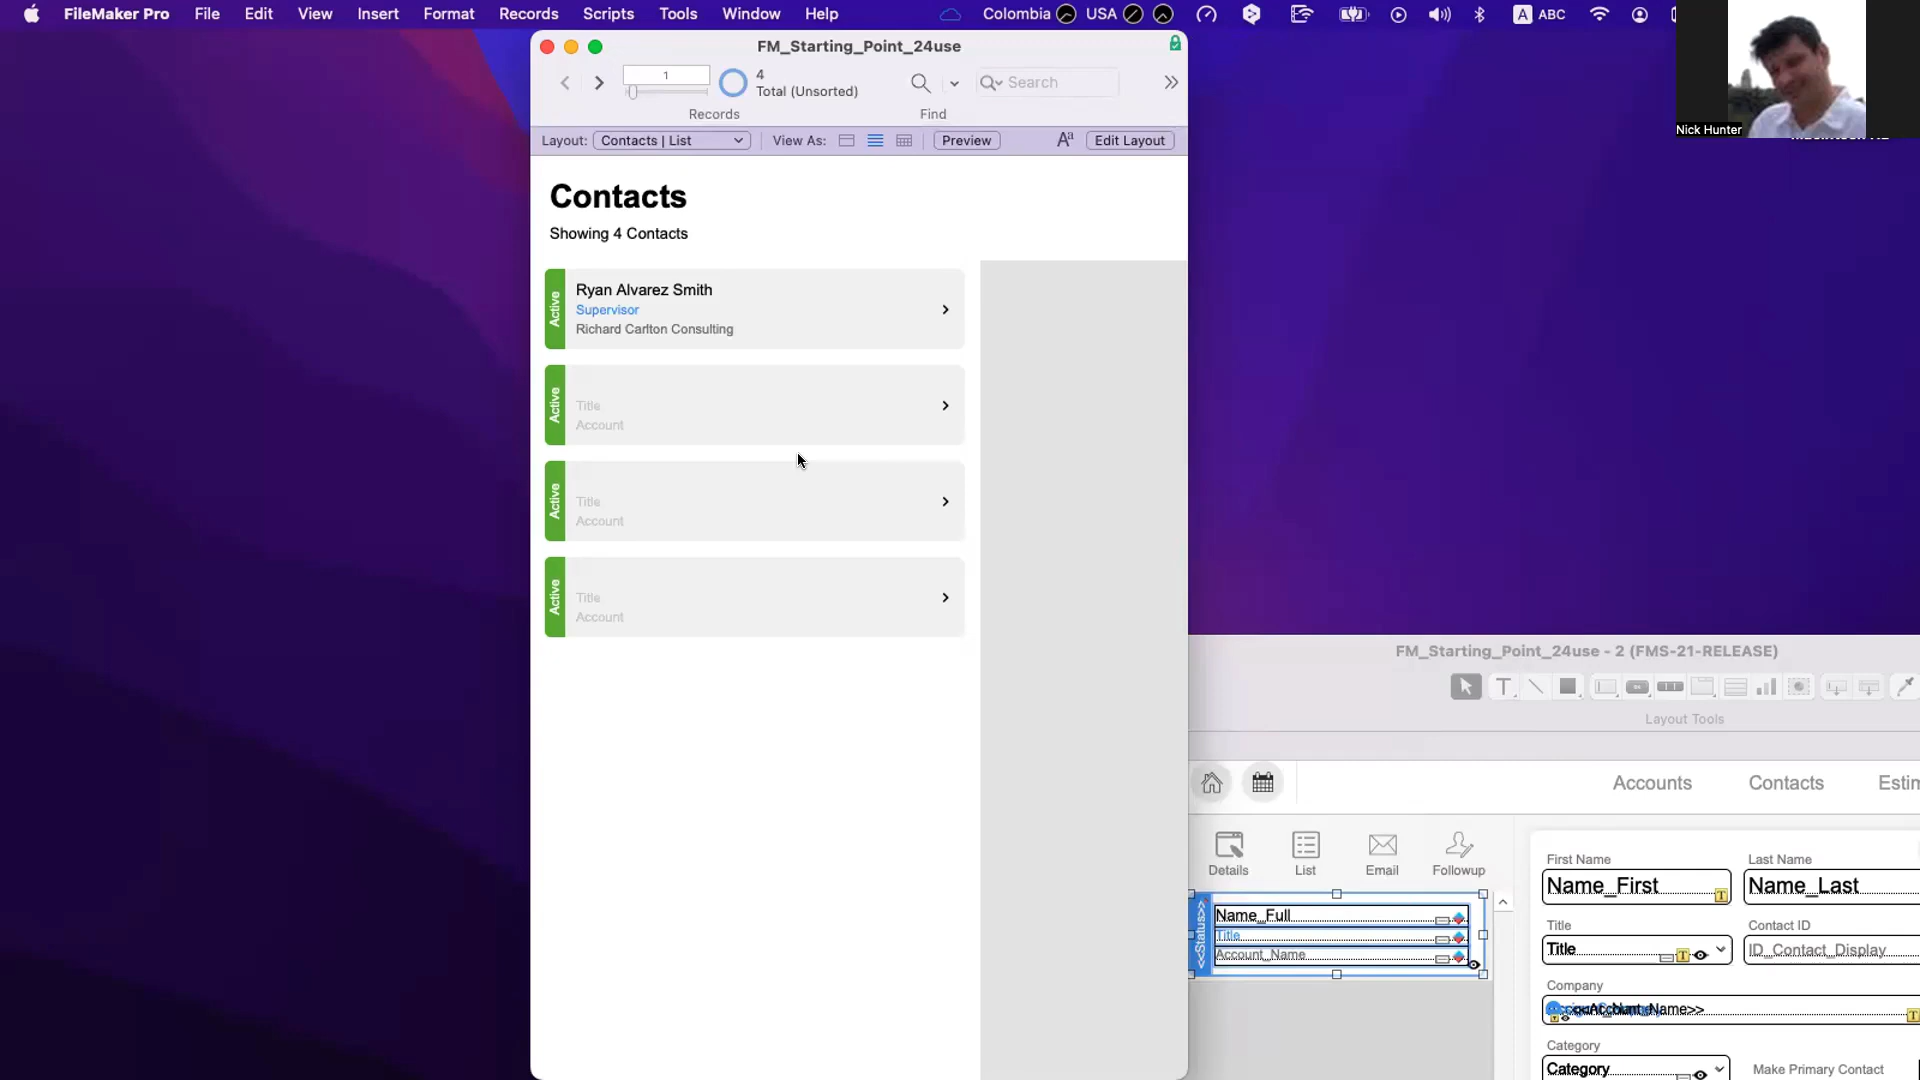 FileMaker Pro File Edit View Insert Format Records Scripts Tools Window Help Colombia USA A ABC
Nick Hunter
FM_Starting_Point_24use
1
4
Total (Unsorted)
Search
Records
Find
Layout: Contacts | List View As: Preview Aa Edit Layout
Contacts
Showing 4 Contacts
Active
Ryan Alvarez Smith
Supervisor
Richard Carlton Consulting
Active
Title
Account
Active
Title
Account
Active
Title
Account
FM_Starting_Point_24use - 2 (FMS-21-RELEASE)
T
Layout Tools
Accounts Contacts Estim
Details List Email Followup
<<Status>>
Name_Full
Title
Account_Name
First Name Last Name
Name_First Name_Last
T
Title Contact ID
Title ID_Contact_Display
T
Company
<<Account_Name>>
T
Category
Category Make Primary Contact